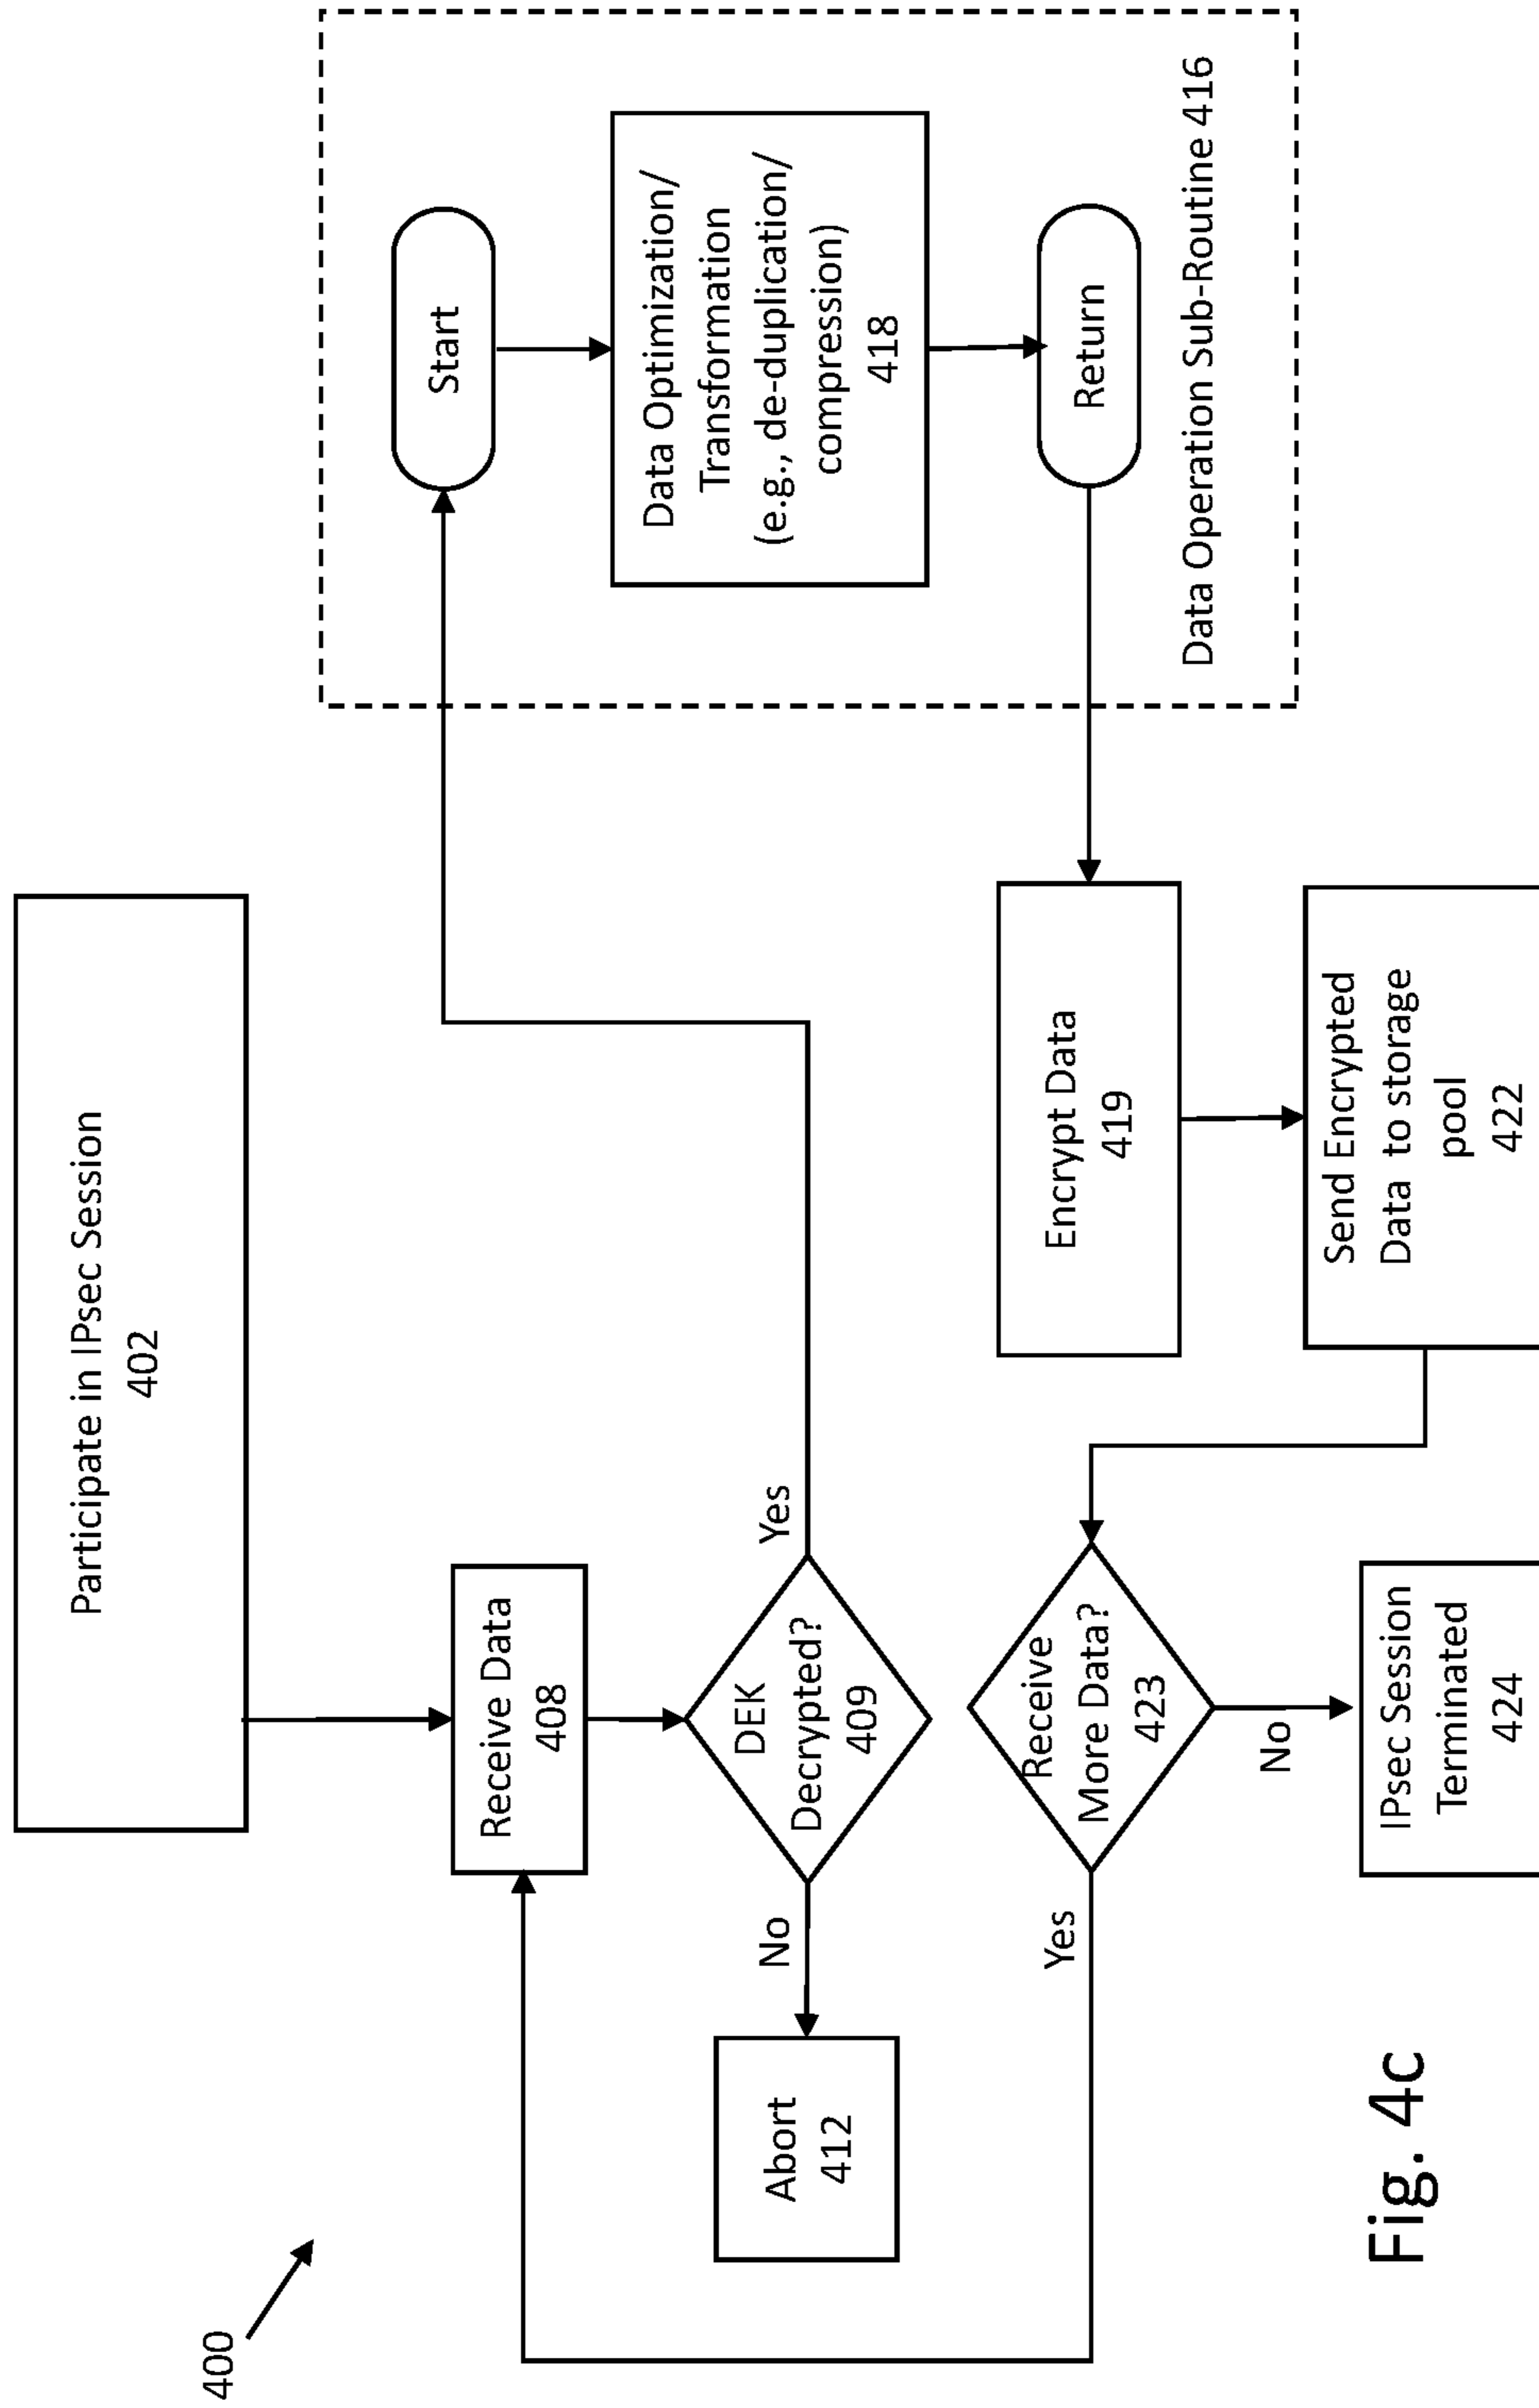 400
Participate in IPsec Session
402
Receive Data
408
DEK
Decrypted?
409
No
Yes
Abort
412
Start
Data Optimization/
Transformation
(e.g., de-duplication/
compression)
418
Return
Data Operation Sub-Routine 416
Encrypt Data
419
Send Encrypted
Data to storage
pool
422
Receive
More Data?
423
Yes
No
IPsec Session
Terminated
424
Fig. 4c